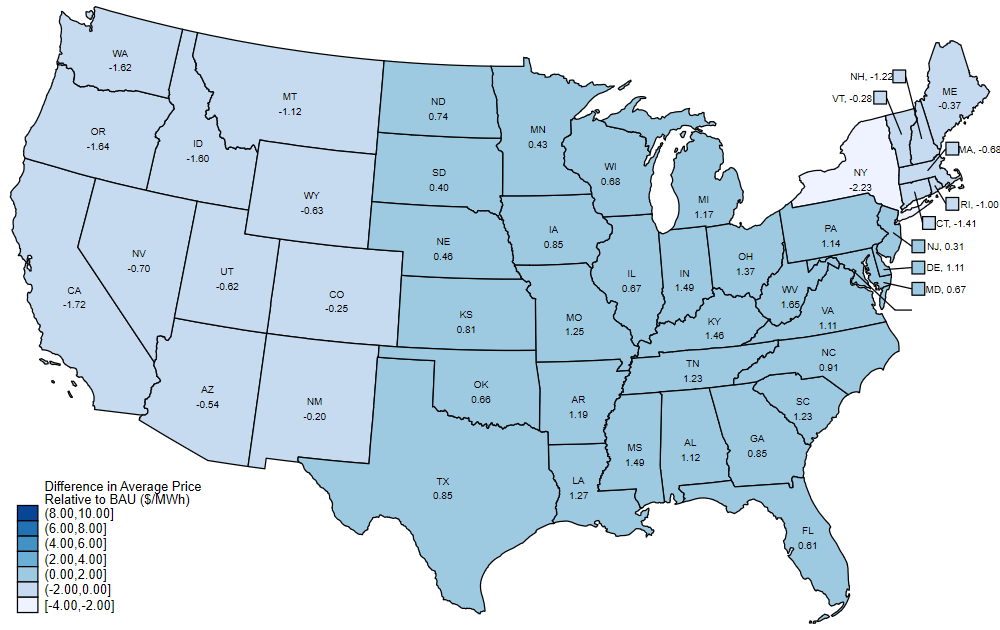 WA
-1.62
MT
-1.12
ND
0.74
MN
0.43
OR
-1.64
ID
-1.60
SD
0.40
WI
0.68
MI
1.17
NH, -1.22
VT, -0.28
ME
-0.37
MA, -0.68
NY
-2.23
RI, -1.00
CT, -1.41
WY
-0.63
IA
0.85
NE
0.46
PA
1.14
NJ, 0.31
NV
-0.70
UT
-0.62
CO
-0.25
CA
-1.72
IL
0.67
IN
1.49
OH
1.37
DE, 1.11
MD, 0.67
WV
1.65
VA
1.11
KS
0.81
MO
1.25
KY
1.46
NC
0.91
TN
1.23
AZ
-0.54
NM
-0.20
OK
0.66
AR
1.19
SC
1.23
MS
1.49
AL
1.12
GA
0.85
TX
0.85
LA
1.27
FL
0.61
Difference in Average Price
Relative to BAU ($/MWh)
(8.00,10.00]
(6.00,8.00]
(4.00,6.00]
(2.00,4.00]
(0.00,2.00]
(-2.00,0.00]
[-4.00,-2.00]